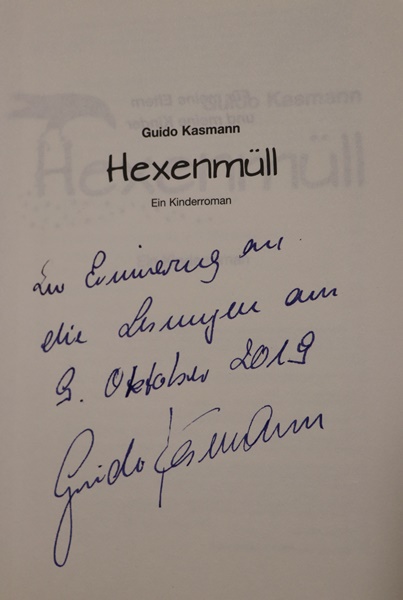 Guido Kasmann
Hexenmüll
Ein Kinderroman
Zur Erinnerung an
die Lesungen am
9. Oktober 2019
Guido Kasmann